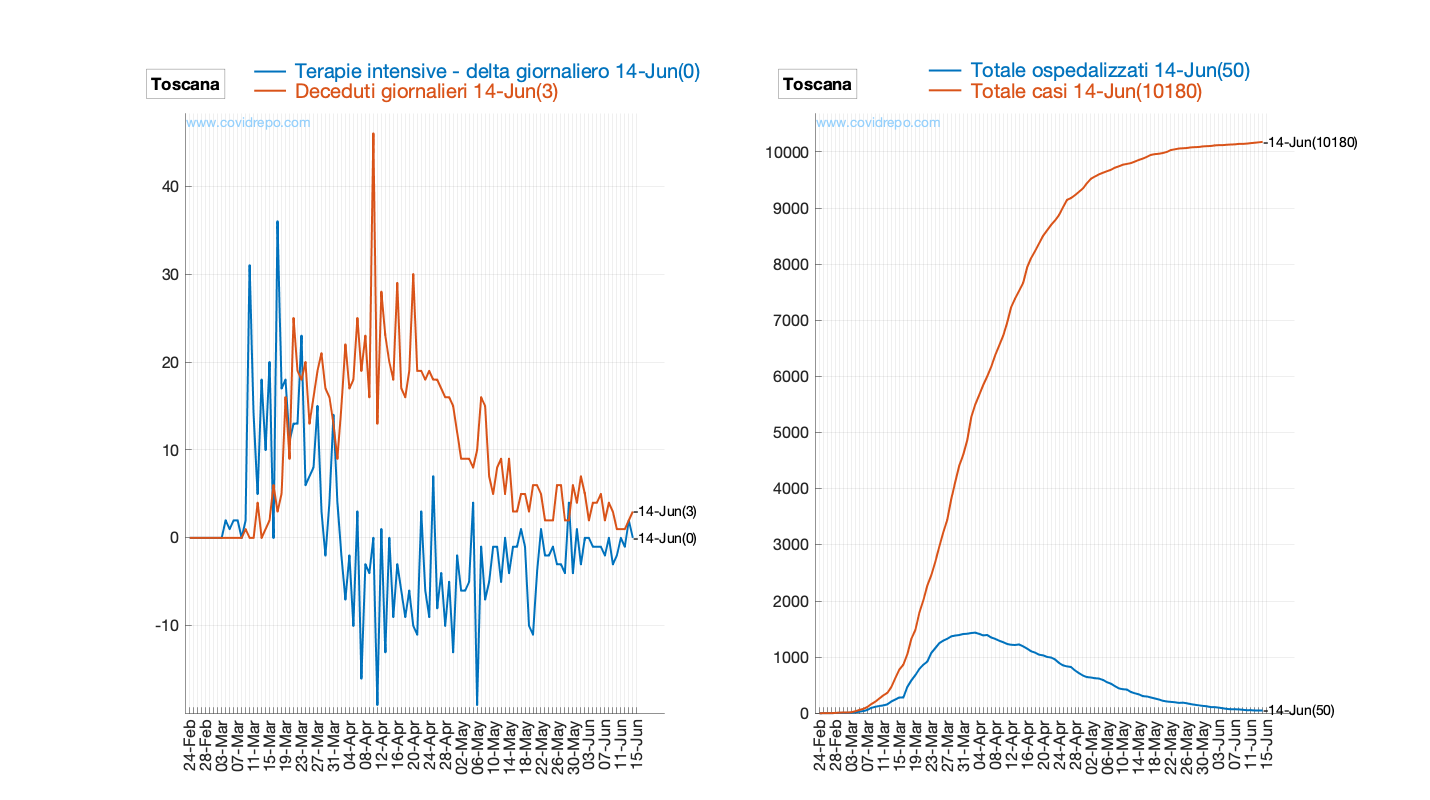 Toscana
Terapie intensive - delta giornaliero 14-Jun(0)
Deceduti giornalieri 14-Jun(3)
www.covidrepo.com
40
30
20
10
0
-10
14-Jun(3)
14-Jun(0)
24-Feb
28-Feb
03-Mar
07-Mar
11-Mar
15-Mar
19-Mar
23-Mar
27-Mar
31-Mar
04-Apr
08-Apr
12-Apr
16-Apr
20-Apr
24-Apr
28-Apr
02-May
06-May
10-May
14-May
18-May
22-May
26-May
30-May
03-Jun
07-Jun
11-Jun
15-Jun
Toscana
Totale ospedalizzati 14-Jun(50)
Totale casi 14-Jun(10180)
www.covidrepo.com
10000
9000
8000
7000
6000
5000
4000
3000
2000
1000
0
14-Jun(10180)
14-Jun(50)
24-Feb
28-Feb
03-Mar
07-Mar
11-Mar
15-Mar
19-Mar
23-Mar
27-Mar
31-Mar
04-Apr
08-Apr
12-Apr
16-Apr
20-Apr
24-Apr
28-Apr
02-May
06-May
10-May
14-May
18-May
22-May
26-May
30-May
03-Jun
07-Jun
11-Jun
15-Jun